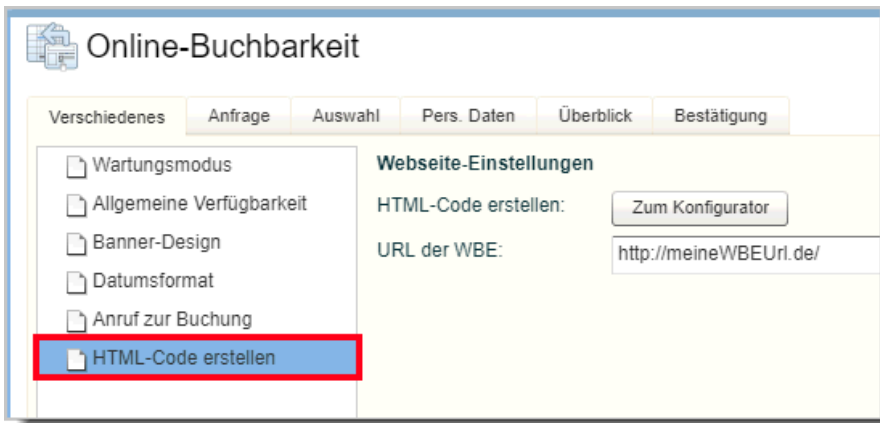 Online-Buchbarkeit
Verschiedenes Anfrage Auswahl Pers. Daten Überblick Bestätigung
Wartungsmodus
Allgemeine Verfügbarkeit
Banner-Design
Datumsformat
Anruf zur Buchung
HTML-Code erstellen
Webseite-Einstellungen
HTML-Code erstellen: Zum Konfigurator
URL der WBE: http://meineWBEUrl.de/